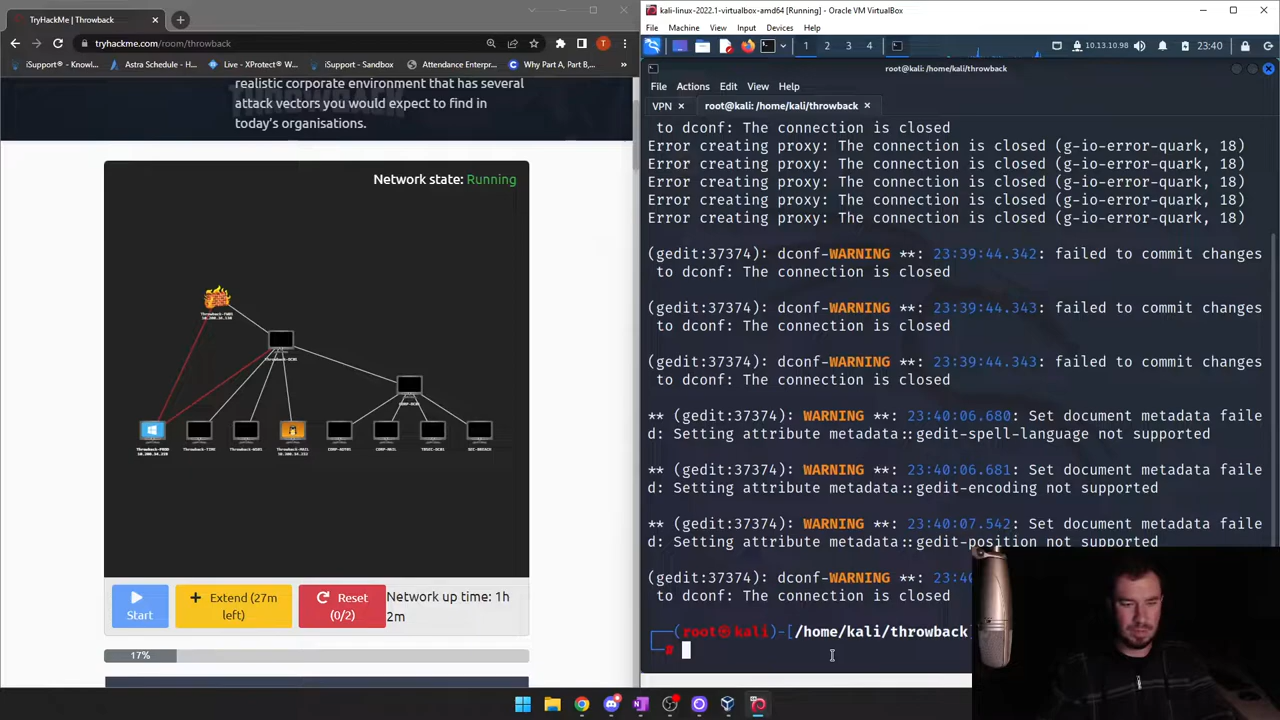 TryHackMe | Throwback
tryhackme.com/room/throwback
iSupport® - Knowl...
Astra Schedule - H...
Live - XProtect® We...
iSupport - Sandbox
Attendance Enterpr...
Why Part A, Part B,...
realistic corporate environment that has several
attack vectors you would expect to find in
today's organisations.
Network state: Running
Start
Extend (27m
left)
Reset
(0/2)
Network up time: 1h
2m
17%
kali-linux-2022.1-virtualbox-amd64 [Running] - Oracle VM VirtualBox
File Machine View Input Devices Help
1 2 3 4
10.13.10.98
23:40
root@kali: /home/kali/throwback
File Actions Edit View Help
VPN
root@kali: /home/kali/throwback
to dconf: The connection is closed
Error creating proxy: The connection is closed (g-io-error-quark, 18)
Error creating proxy: The connection is closed (g-io-error-quark, 18)
Error creating proxy: The connection is closed (g-io-error-quark, 18)
Error creating proxy: The connection is closed (g-io-error-quark, 18)
Error creating proxy: The connection is closed (g-io-error-quark, 18)
(gedit:37374): dconf-WARNING **: 23:39:44.342: failed to commit changes
to dconf: The connection is closed
(gedit:37374): dconf-WARNING **: 23:39:44.343: failed to commit changes
to dconf: The connection is closed
(gedit:37374): dconf-WARNING **: 23:39:44.343: failed to commit changes
to dconf: The connection is closed
** (gedit:37374): WARNING **: 23:40:06.680: Set document metadata faile
d: Setting attribute metadata::gedit-spell-language not supported
** (gedit:37374): WARNING **: 23:40:06.681: Set document metadata faile
d: Setting attribute metadata::gedit-encoding not supported
** (gedit:37374): WARNING **: 23:40:07.542: Set document metadata faile
d: Setting attribute metadata::gedit-position not supported
(gedit:37374): dconf-WARNING **: 23:40
to dconf: The connection is closed
(root㉿kali)-[/home/kali/throwback
#